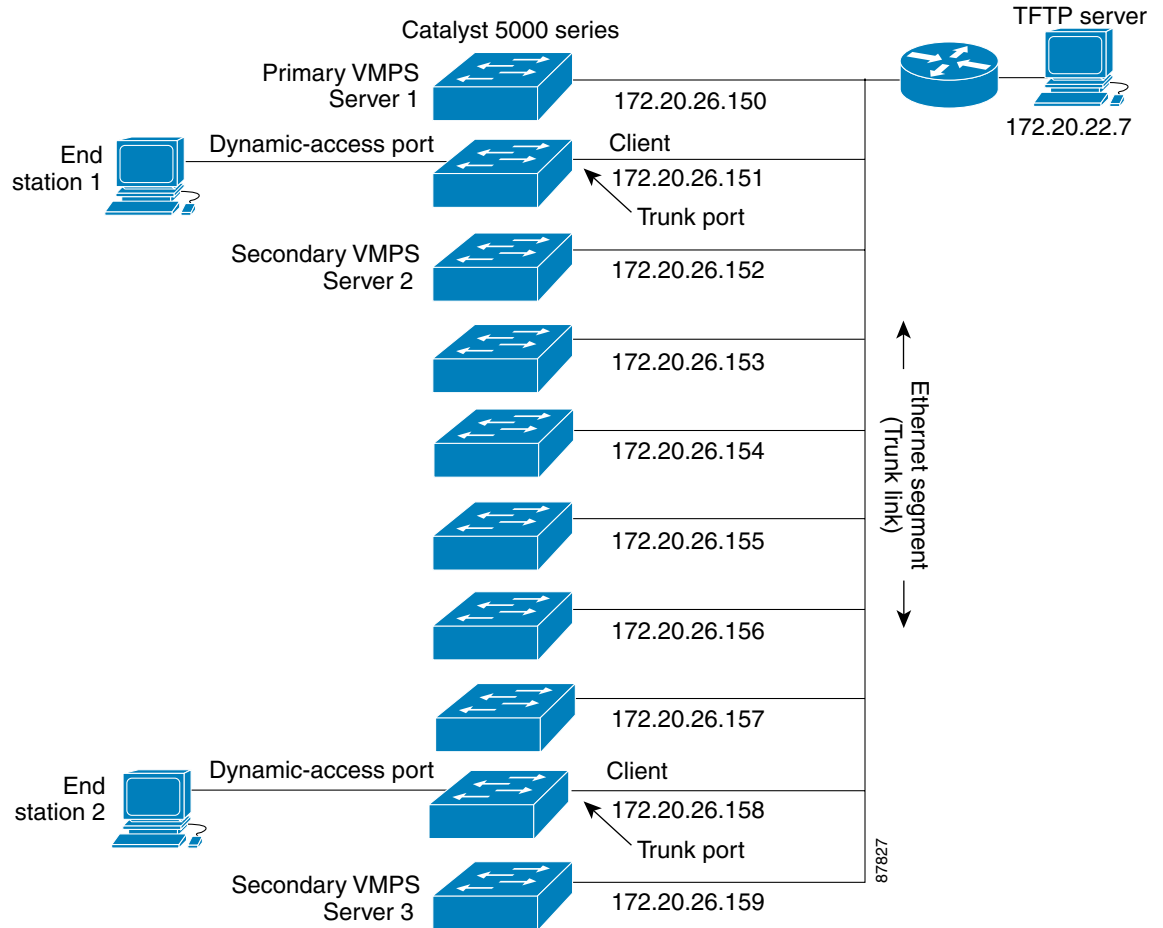 Catalyst 5000 series
TFTP server
Primary VMPS
Server 1
172.20.26.150
172.20.22.7
End
station 1
Dynamic-access port
Client
172.20.26.151
Trunk port
Secondary VMPS
Server 2
172.20.26.152
172.20.26.153
172.20.26.154
Ethernet segment
(Trunk link)
172.20.26.155
172.20.26.156
172.20.26.157
End
station 2
Dynamic-access port
Client
172.20.26.158
Trunk port
87827
Secondary VMPS
Server 3
172.20.26.159